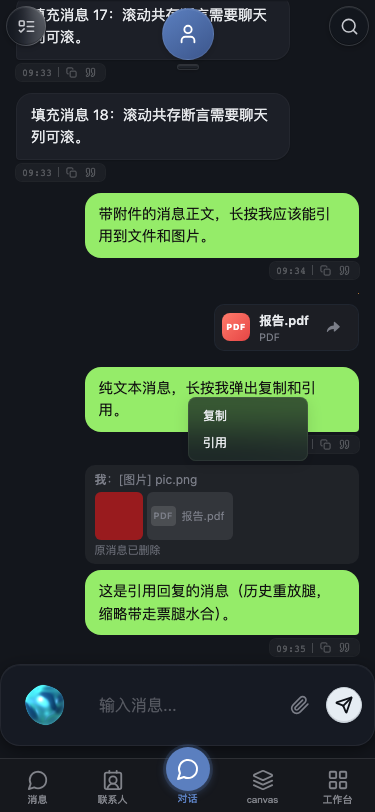 填充消息 17：滚动共存断言需要聊天
列可滚。
09:33
填充消息 18：滚动共存断言需要聊天
列可滚。
09:33
带附件的消息正文，长按我应该能引
用到文件和图片。
09:34
PDF
报告.pdf
PDF
纯文本消息，长按我弹出复制和引
用。
复制
引用
我：[图片] pic.png
PDF
报告.pdf
原消息已删除
这是引用回复的消息（历史重放腿，
缩略带走票腿水合）。
09:35
输入消息...
消息
联系人
对话
canvas
工作台